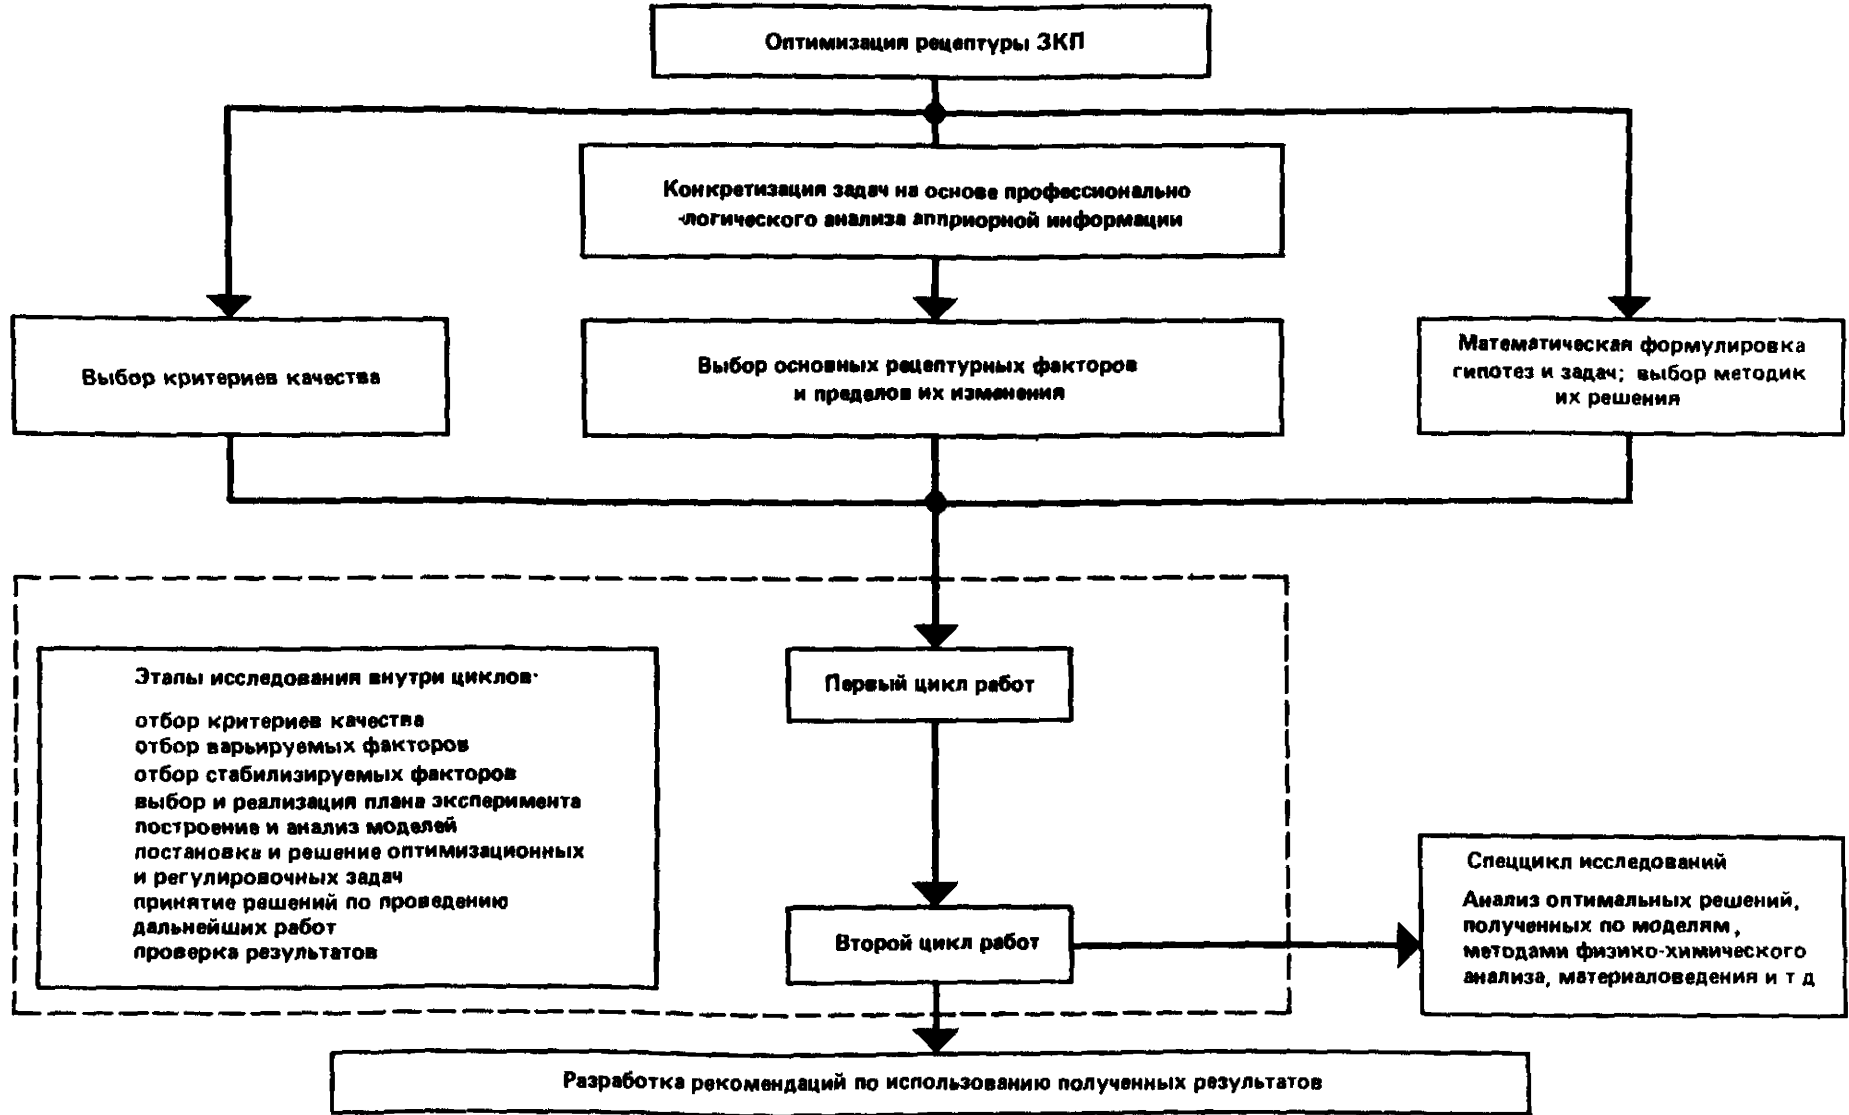 Оптимизация рецептуры ЗКП
Конкретизация задач на основе профессионально
-логического анализа апприорной информации
Выбор критериев качества
Выбор основных рецептурных факторов
и пределов их изменения
Математическая формулировка
гипотез и задач; выбор методик
их решения
Этапы исследования внутри циклов·
отбор критериев качества
отбор варьируемых факторов
отбор стабилизируемых факторов
выбор и реализация плана эксперимента
построение и анализ моделей
постановка и решение оптимизационных
и регулировочных задач
принятие решений по проведению
дальнейших работ
проверка результатов
Первый цикл работ
Второй цикл работ
Спеццикл исследований
Анализ оптимальных решений,
полученных по моделям,
методами физико-химического
анализа, материаловедения и т д
Разработка рекомендаций по использованию полученных результатов